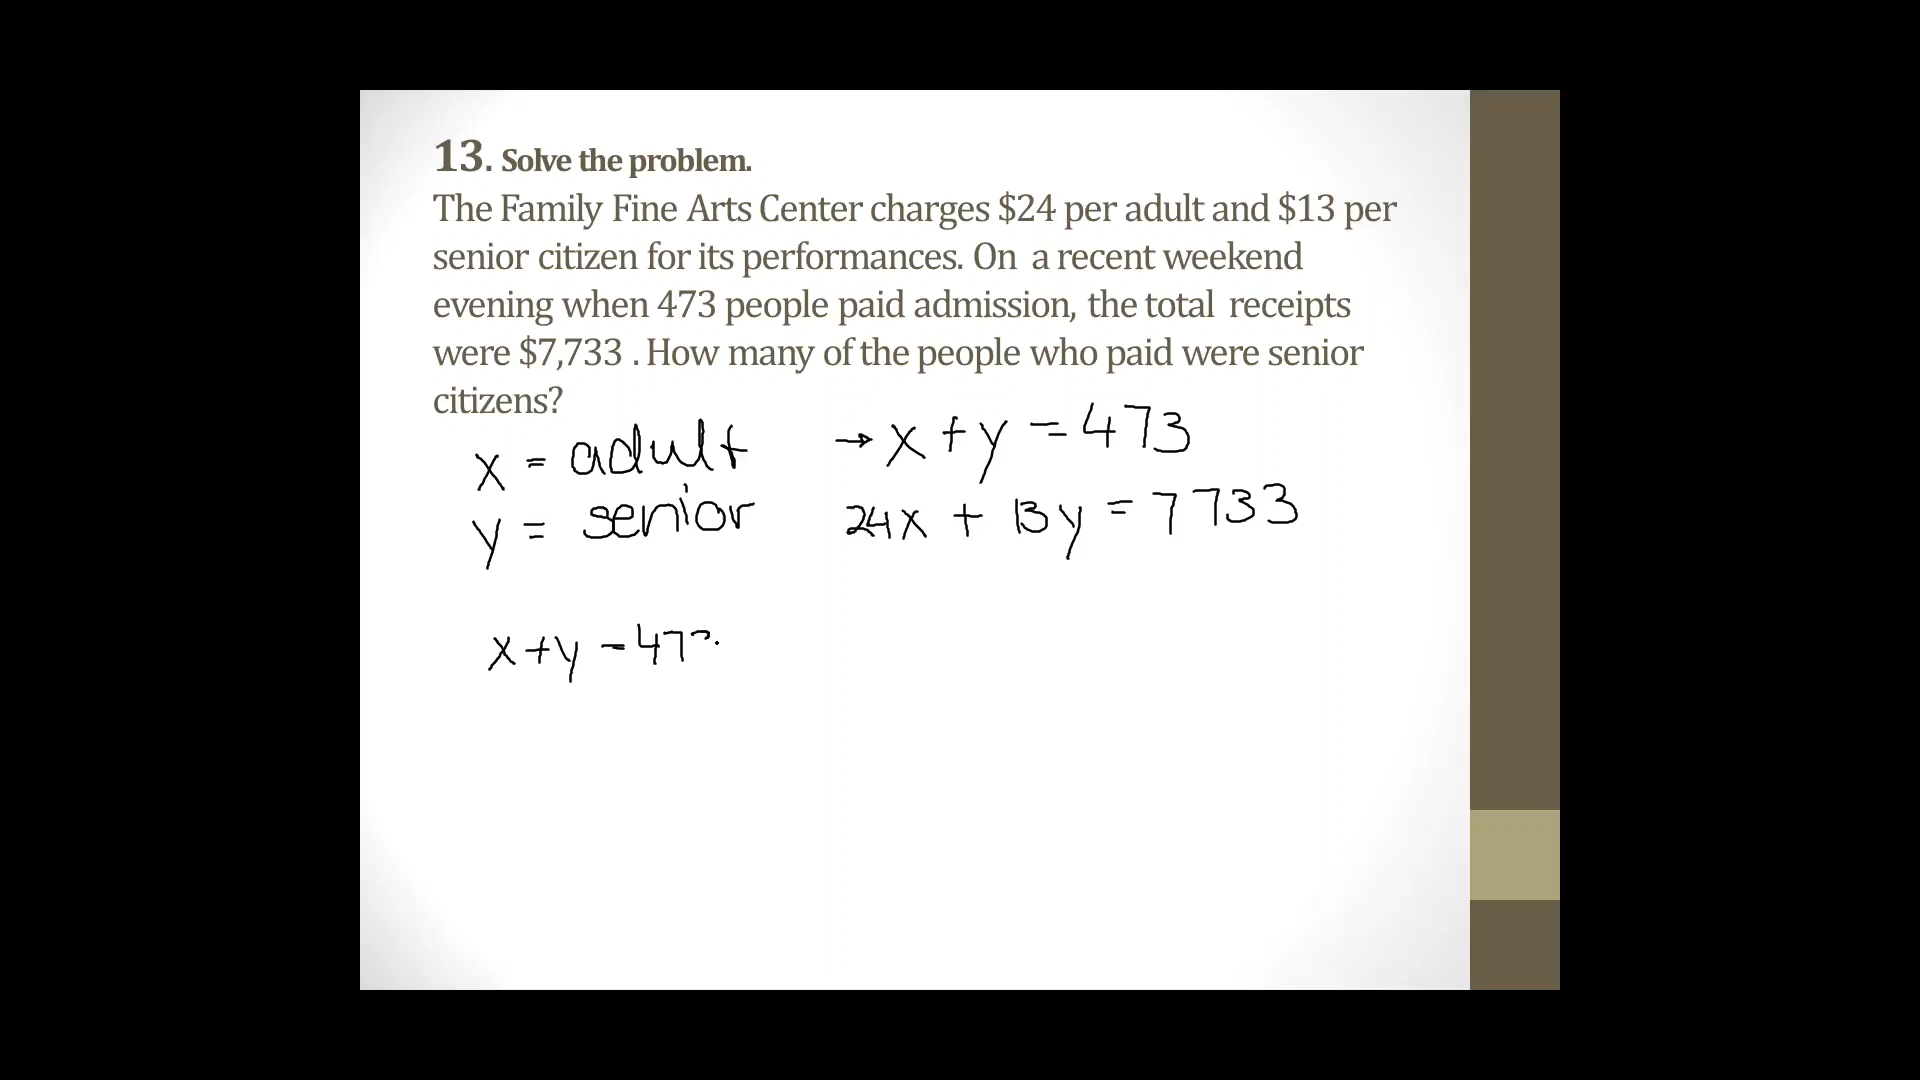 13. Solve the problem.
The Family Fine Arts Center charges $24 per adult and $13 per
senior citizen for its performances. On a recent weekend
evening when 473 people paid admission, the total receipts
were $7,733 . How many of the people who paid were senior
citizens?
x = adult
y = senior
→ x + y = 473
24x + 13y = 7733
x + y = 47